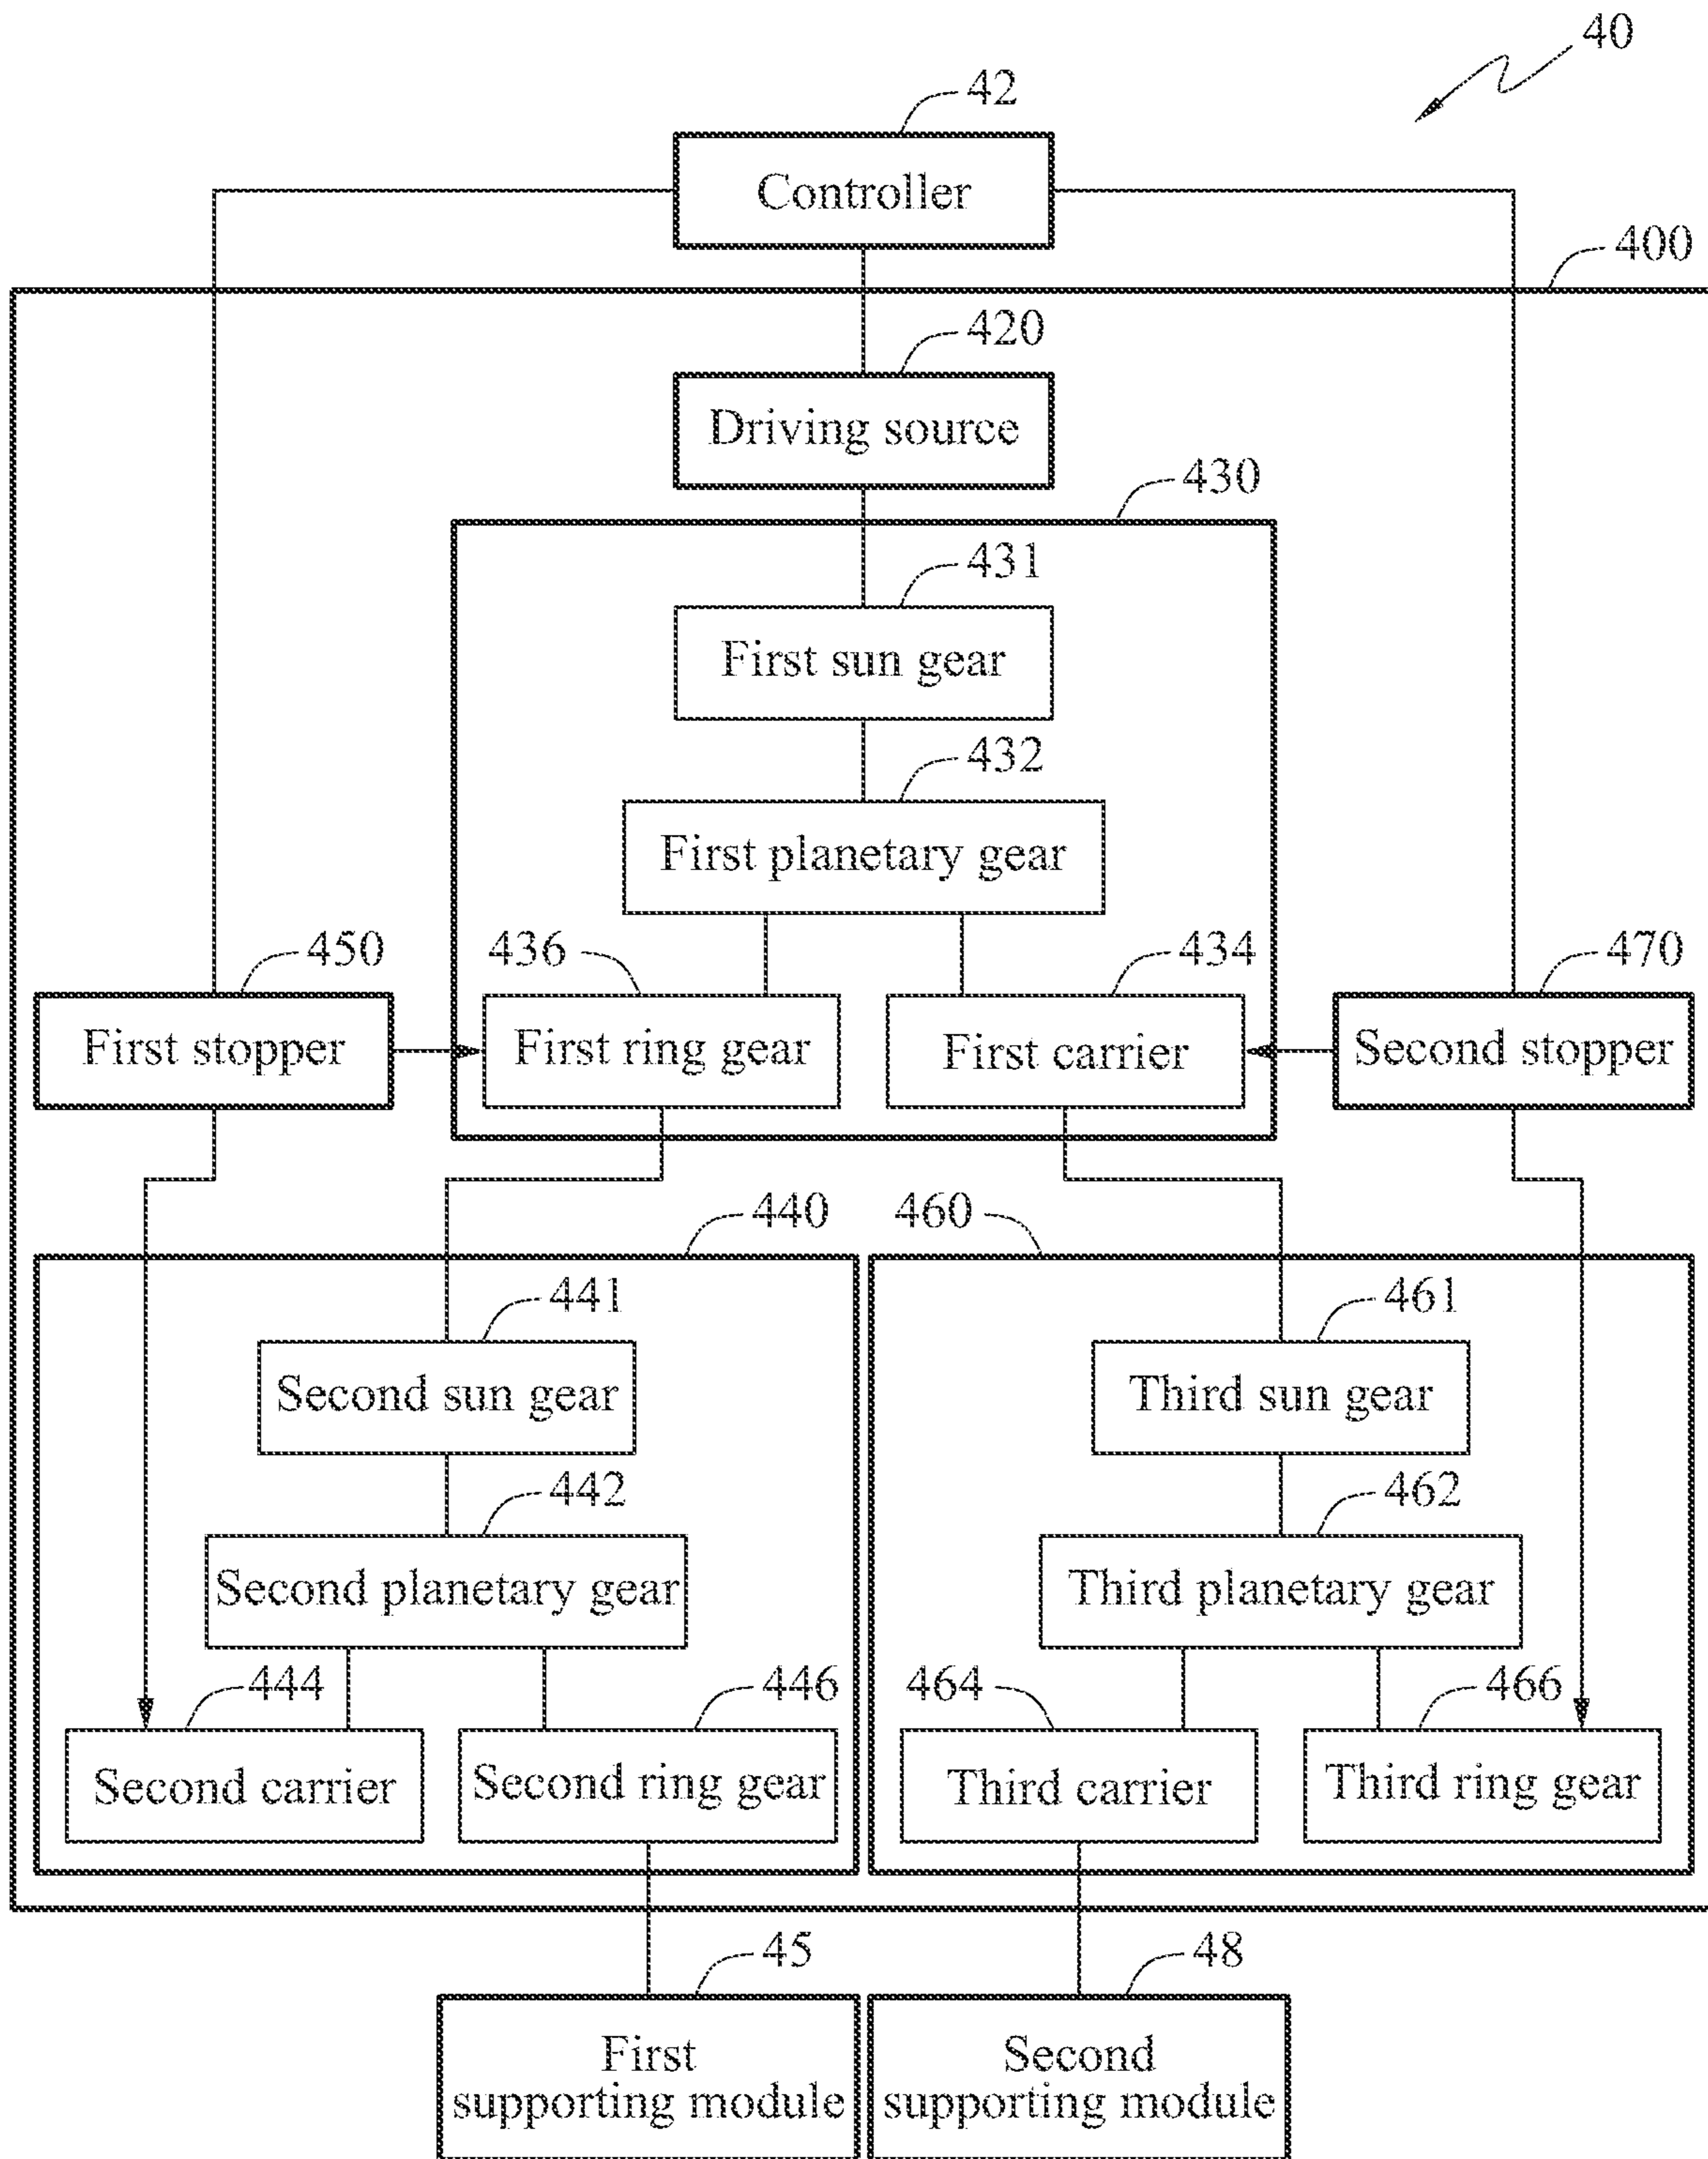 40
42
Controller
400
420
Driving source
430
431
First sun gear
432
First planetary gear
450
436
434
470
First stopper
First ring gear
First carrier
Second stopper
440
460
441
461
Second sun gear
Third sun gear
442
462
Second planetary gear
Third planetary gear
444
446
464
466
Second carrier
Second ring gear
Third carrier
Third ring gear
45
48
First
supporting module
Second
supporting module